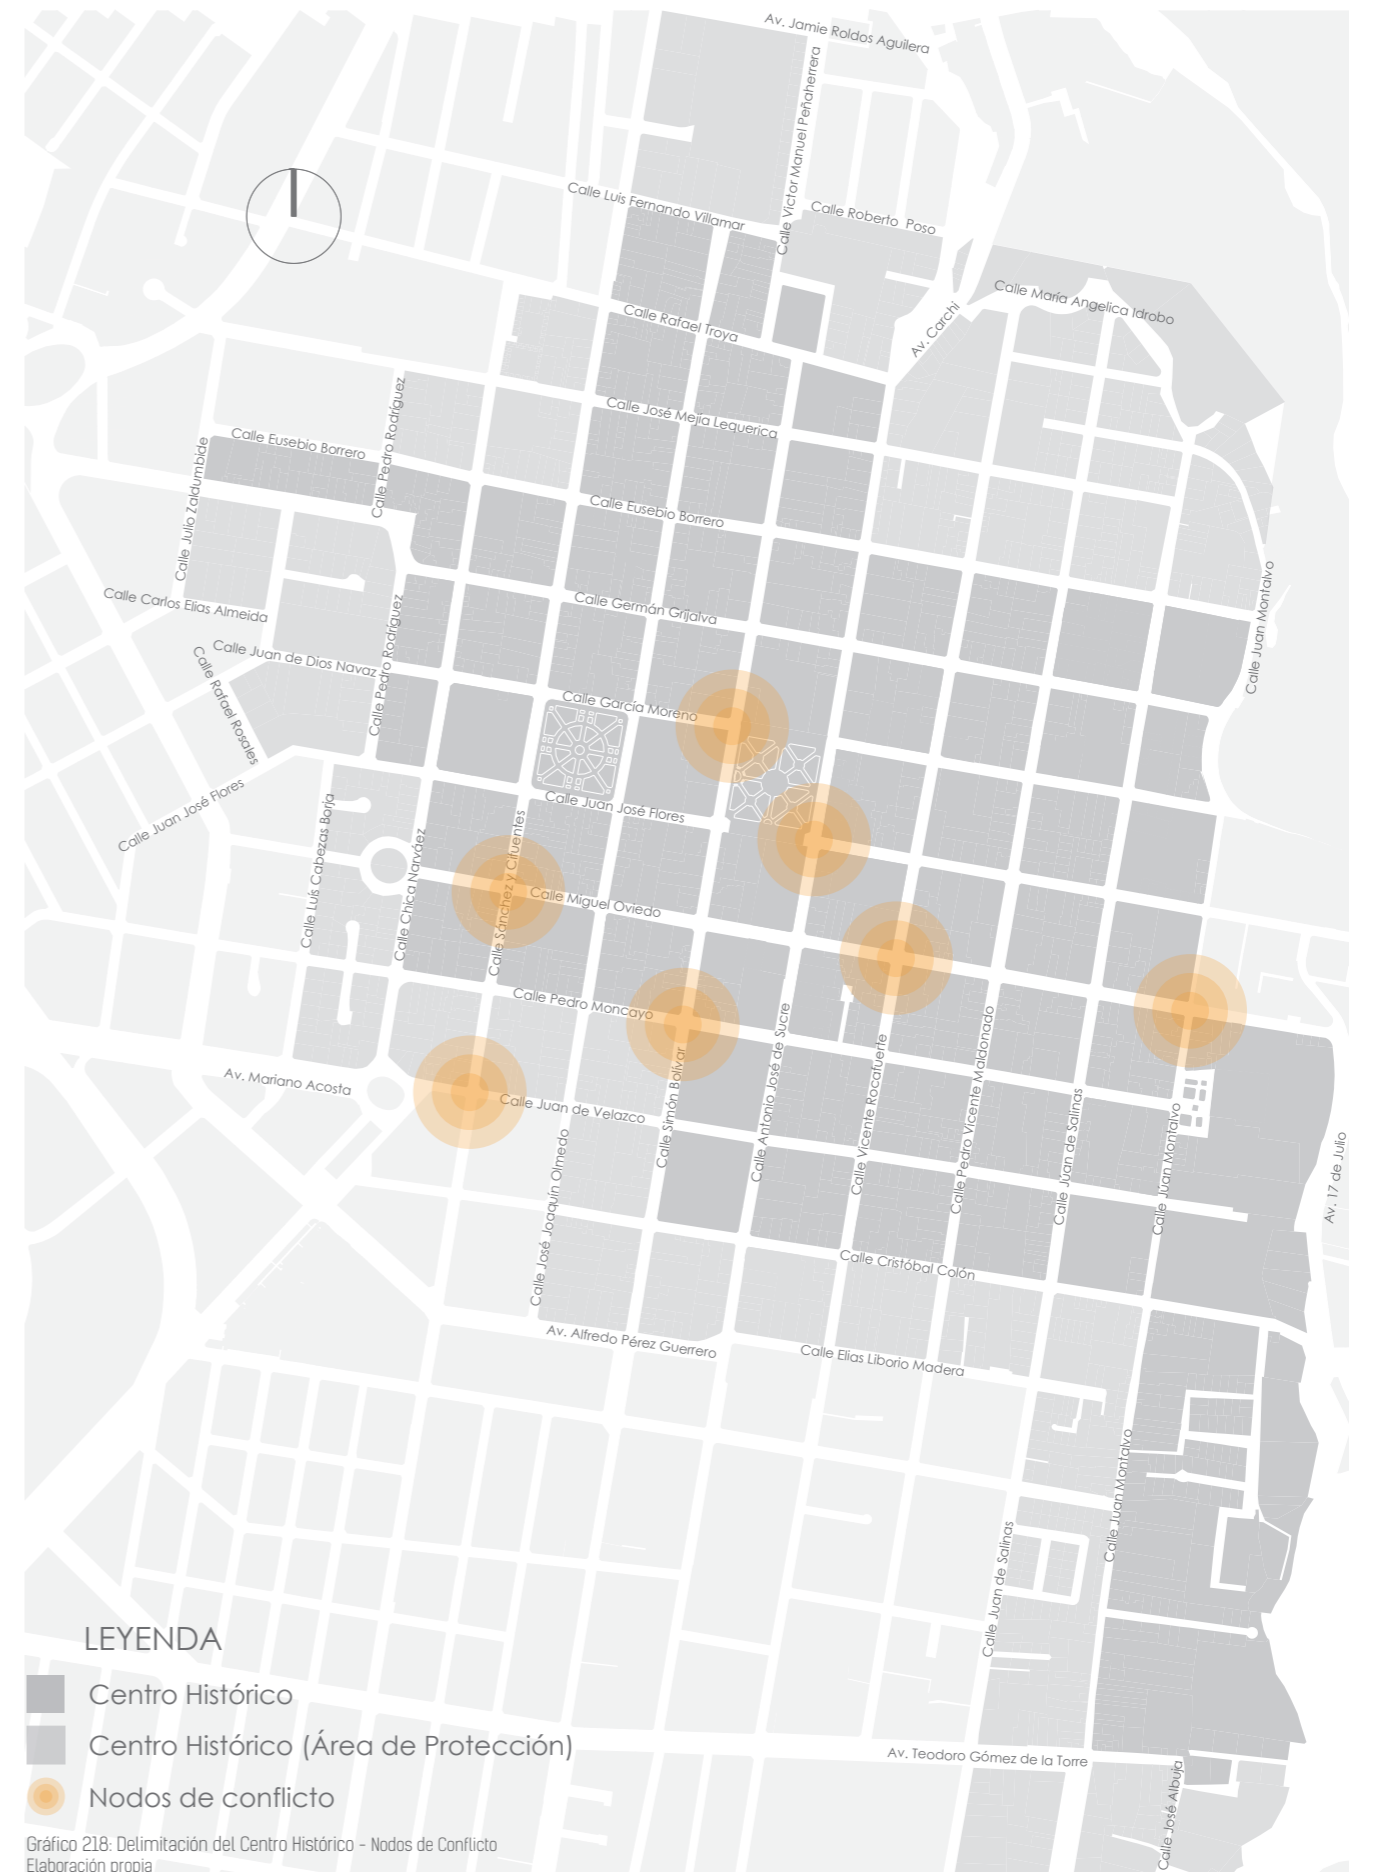 Av. Jamie Roldos Aguilera
Calle Victor Manuel Peñaherrera
Calle Luis Fernando Villamar
Calle Roberto Poso
Calle María Angelica Idrobo
Av. Carchi
Calle Rafael Troya
Calle José Mejía Lequerica
Calle Pedro Rodríguez
Calle Eusebio Borrero
Calle Julio Zaldumbide
Calle Eusebio Borrero
Calle Juan Montalvo
Calle Carlos Elias Almeida
Calle Germán Grijalva
Calle Pedro Rodríguez
Calle Juan de Dios Navaz
Calle Rafael Rosales
Calle García Moreno
Calle Juan José Flores
Calle Juan José Flores
Calle Luís Cabezas Borja
Calle Chica Narváez
Calle Sánchez y Cifuentes
Calle Miguel Oviedo
Calle Pedro Moncayo
Calle Antonio José de Sucre
Calle Vicente Rocafuerte
Calle Pedro Vicente Maldonado
Calle Simón Bolívar
Av. Mariano Acosta
Calle Juan de Velazco
Calle Juan de Salinas
Calle Juan Montalvo
Av. 17 de Julio
Calle José Joaquín Olmedo
Calle Cristóbal Colón
Av. Alfredo Pérez Guerrero
Calle Elias Liborio Madera
Calle Juan Montalvo
Calle Juan de Salinas
Av. Teodoro Gómez de la Torre
Calle José Albuja
LEYENDA
Centro Histórico
Centro Histórico (Área de Protección)
Nodos de conflicto
Gráfico 218: Delimitación del Centro Histórico - Nodos de Conflicto
Elaboración propia